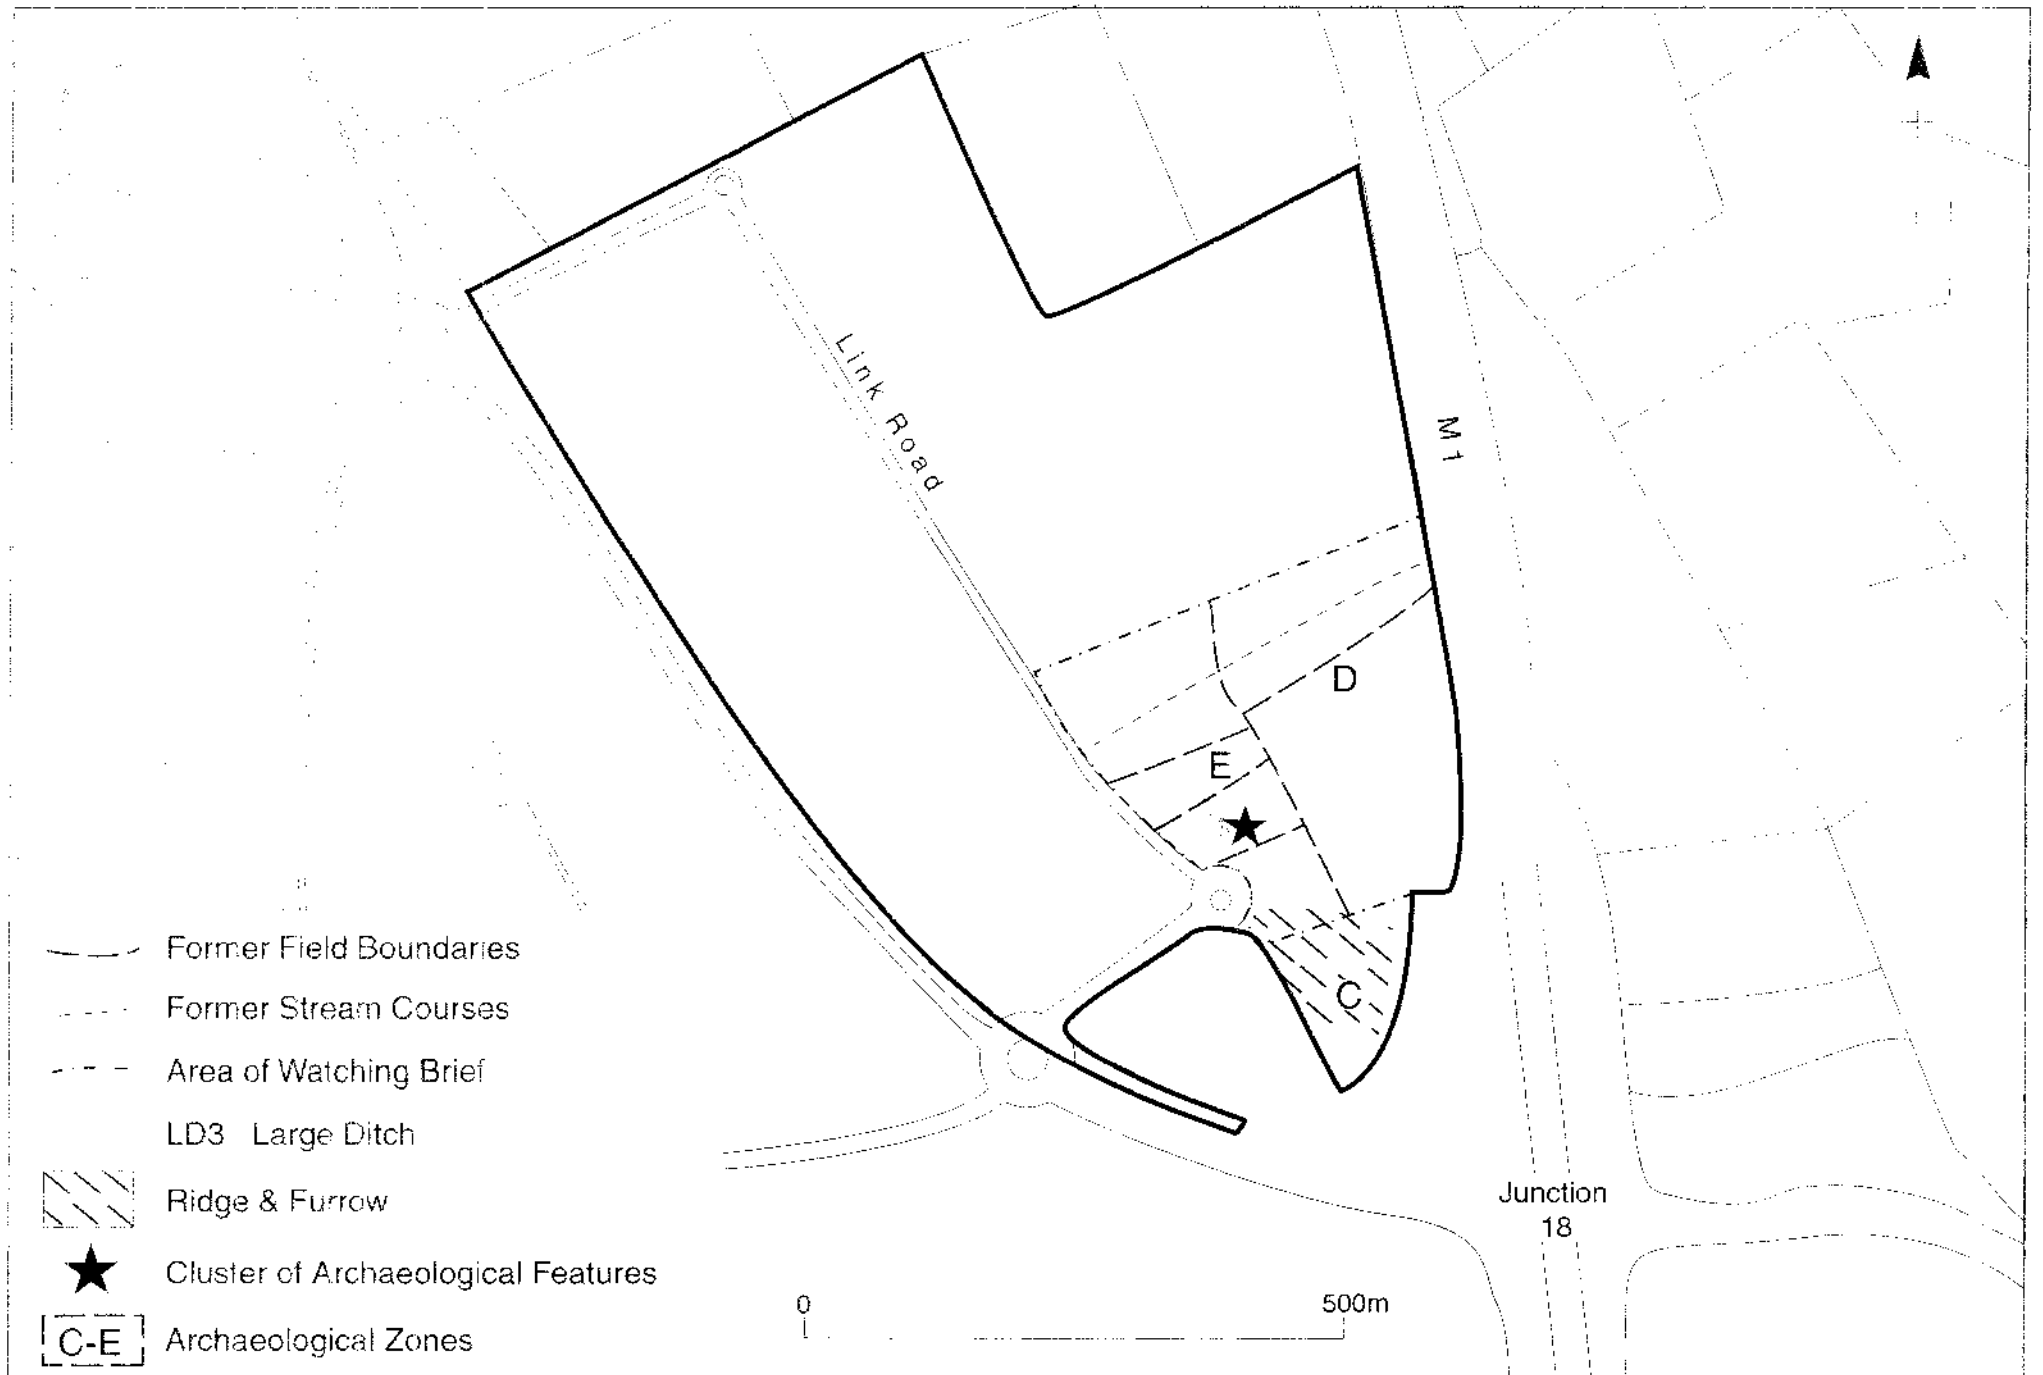 Link Road
M1
D
E
C
Former Field Boundaries
Former Stream Courses
Area of Watching Brief
LD3 Large Ditch
Ridge & Furrow
Cluster of Archaeological Features
C-E Archaeological Zones
0 500m
Junction
18